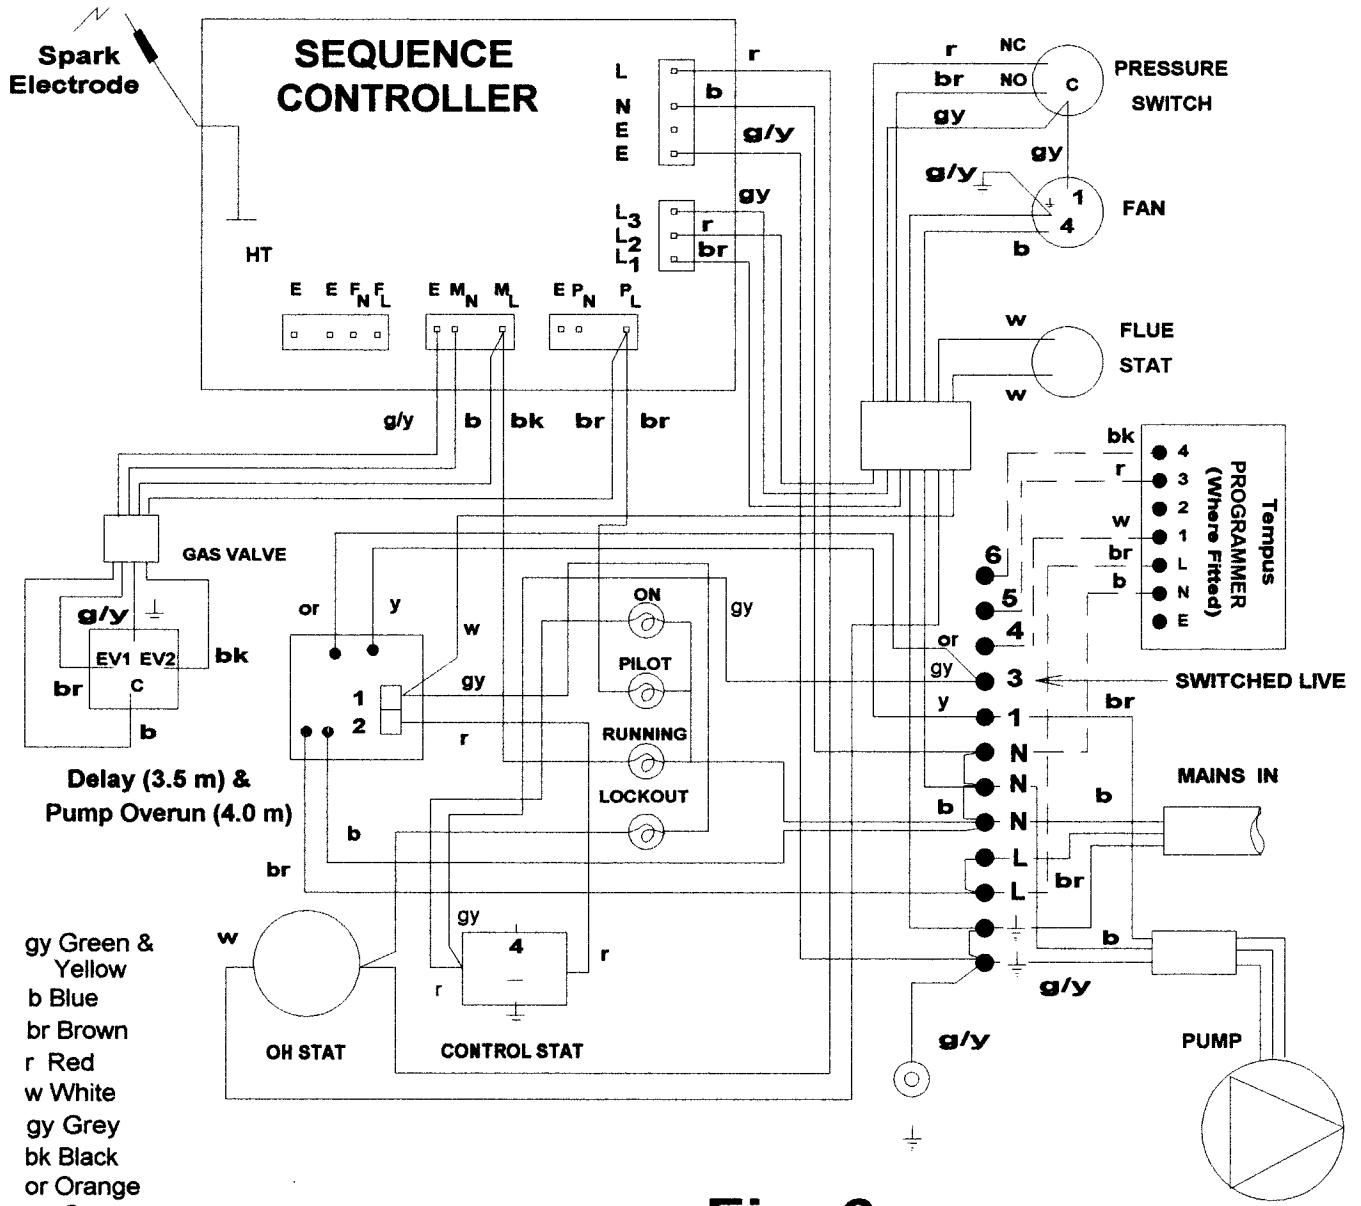 Spark
Electrode
SEQUENCE
CONTROLLER
HT
L
N
E
E
L3
L2
L1
E E FN FL
E MN ML
E PN PL
r
b
g/y
gy
r
br
r
br
gy
NC
NO
C
PRESSURE
SWITCH
gy
g/y
1
4
FAN
b
w
FLUE
STAT
w
g/y b bk br br
GAS VALVE
g/y
EV1 EV2
C
br
bk
b
Delay (3.5 m) &
Pump Overun (4.0 m)
or
y
w
1
2
gy
r
b
br
ON
PILOT
RUNNING
LOCKOUT
gy
or
gy
y
b
6
5
4
3
1
N
N
N
L
L
bk
r
w
br
b
4
3
2
1
L
N
E
Tempus
PROGRAMMER
(Where Fitted)
SWITCHED LIVE
br
MAINS IN
b
br
b
g/y
g/y
PUMP
w
OH STAT
gy
r
4
r
CONTROL STAT
gy Green &
Yellow
b Blue
br Brown
r Red
w White
gy Grey
bk Black
or Orange